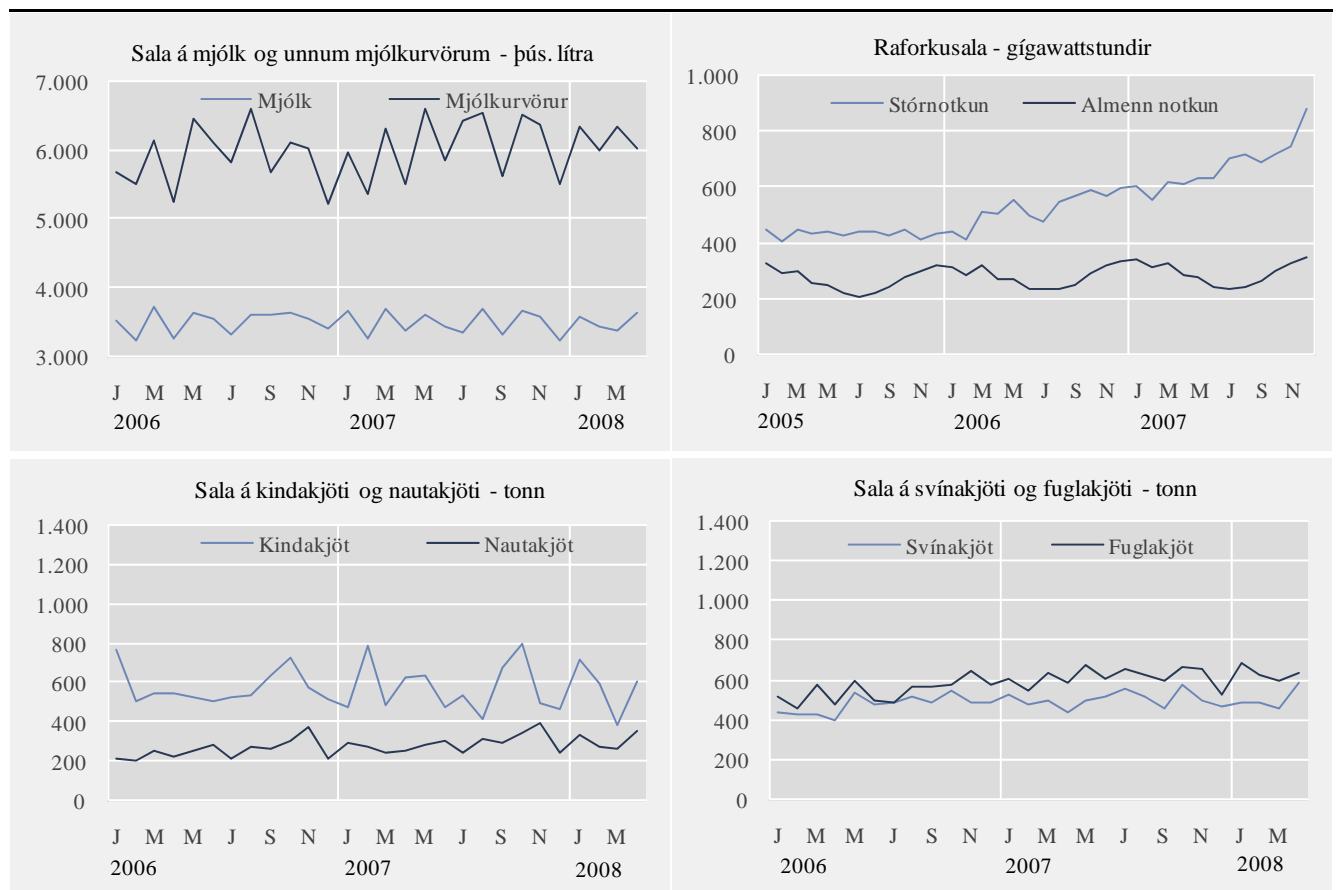 Sala á mjólk og unnum mjólkurvörum - þús. lítra
Mjólk Mjólkurvörur
7.000
6.000
5.000
4.000
3.000
J M M J S N J M M J S N J M
2006 2007 2008
Raforkusala - gígawattstundir
Stórnotkun Almenn notkun
1.000
800
600
400
200
0
J M M J S N J M M J S N J M M J S N
2005 2006 2007
Sala á kindakjöti og nautakjöti - tonn
Kindakjöt Nautakjöt
1.400
1.200
1.000
800
600
400
200
0
J M M J S N J M M J S N J M
2006 2007 2008
Sala á svínakjöti og fuglakjöti - tonn
Svínakjöt Fuglakjöt
1.400
1.200
1.000
800
600
400
200
0
J M M J S N J M M J S N J M
2006 2007 2008